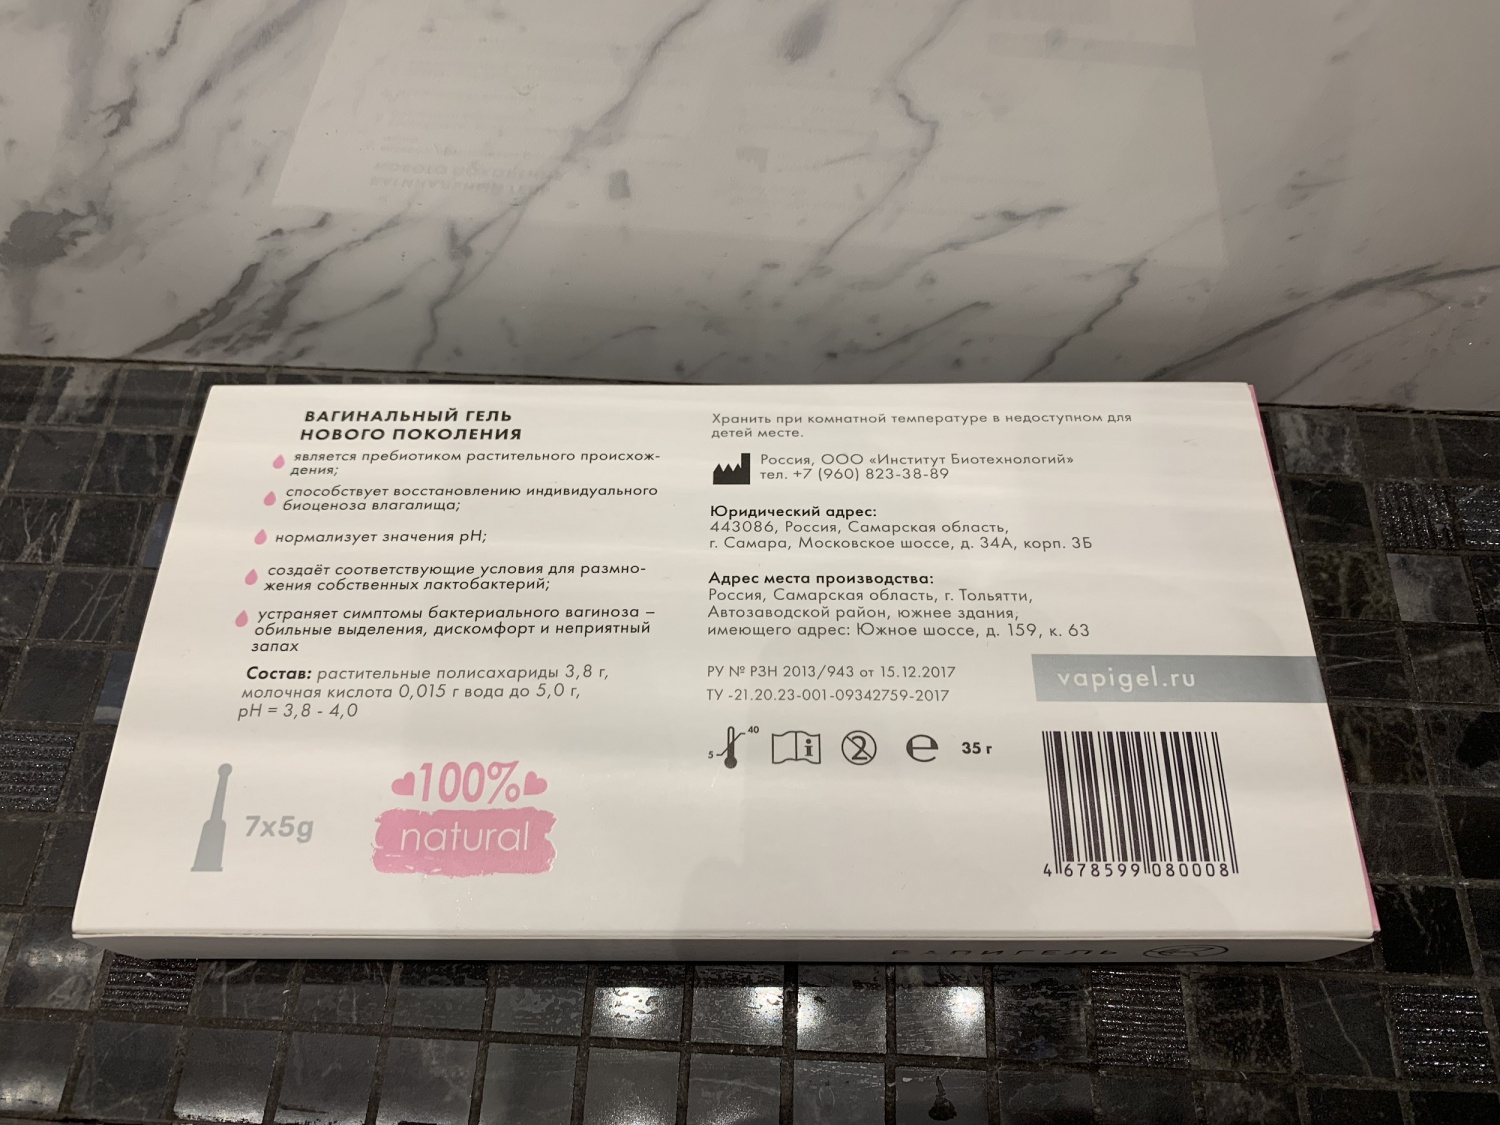 ВАГИНАЛЬНЫЙ ГЕЛЬ
НОВОГО ПОКОЛЕНИЯ
является пребиотиком растительного происхож-
дения;
способствует восстановлению индивидуального
биоценоза влагалища;
нормализует значения pH;
создаёт соответствующие условия для размно-
жения собственных лактобактерий;
устраняет симптомы бактериального вагиноза –
обильные выделения, дискомфорт и неприятный
запах
Состав: растительные полисахариды 3,8 г,
молочная кислота 0,015 г вода до 5,0 г,
pH = 3,8 - 4,0
7x5g
100%
natural
Хранить при комнатной температуре в недоступном для
детей месте.
Россия, ООО «Институт Биотехнологий»
тел. +7 (960) 823-38-89
Юридический адрес:
443086, Россия, Самарская область,
г. Самара, Московское шоссе, д. 34А, корп. 3Б
Адрес места производства:
Россия, Самарская область, г. Тольятти,
Автозаводской район, южнее здания,
имеющего адрес: Южное шоссе, д. 159, к. 63
РУ № РЗН 2013/943 от 15.12.2017
ТУ -21.20.23-001-09342759-2017
vapigel.ru
5 40 i 2 e 35 г
4 678599 080008
ВАПИГЕЛЬ